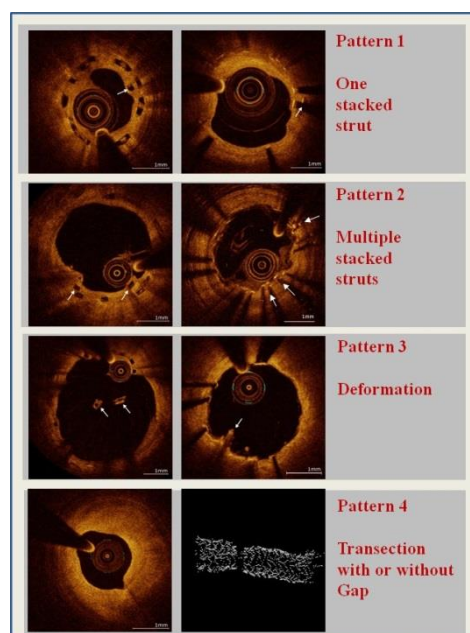 Pattern 1
One
stacked
strut
1mm
1mm
Pattern 2
Multiple
stacked
struts
1mm
1mm
Pattern 3
Deformation
1mm
1mm
Pattern 4
Transection
with or without
Gap
1mm